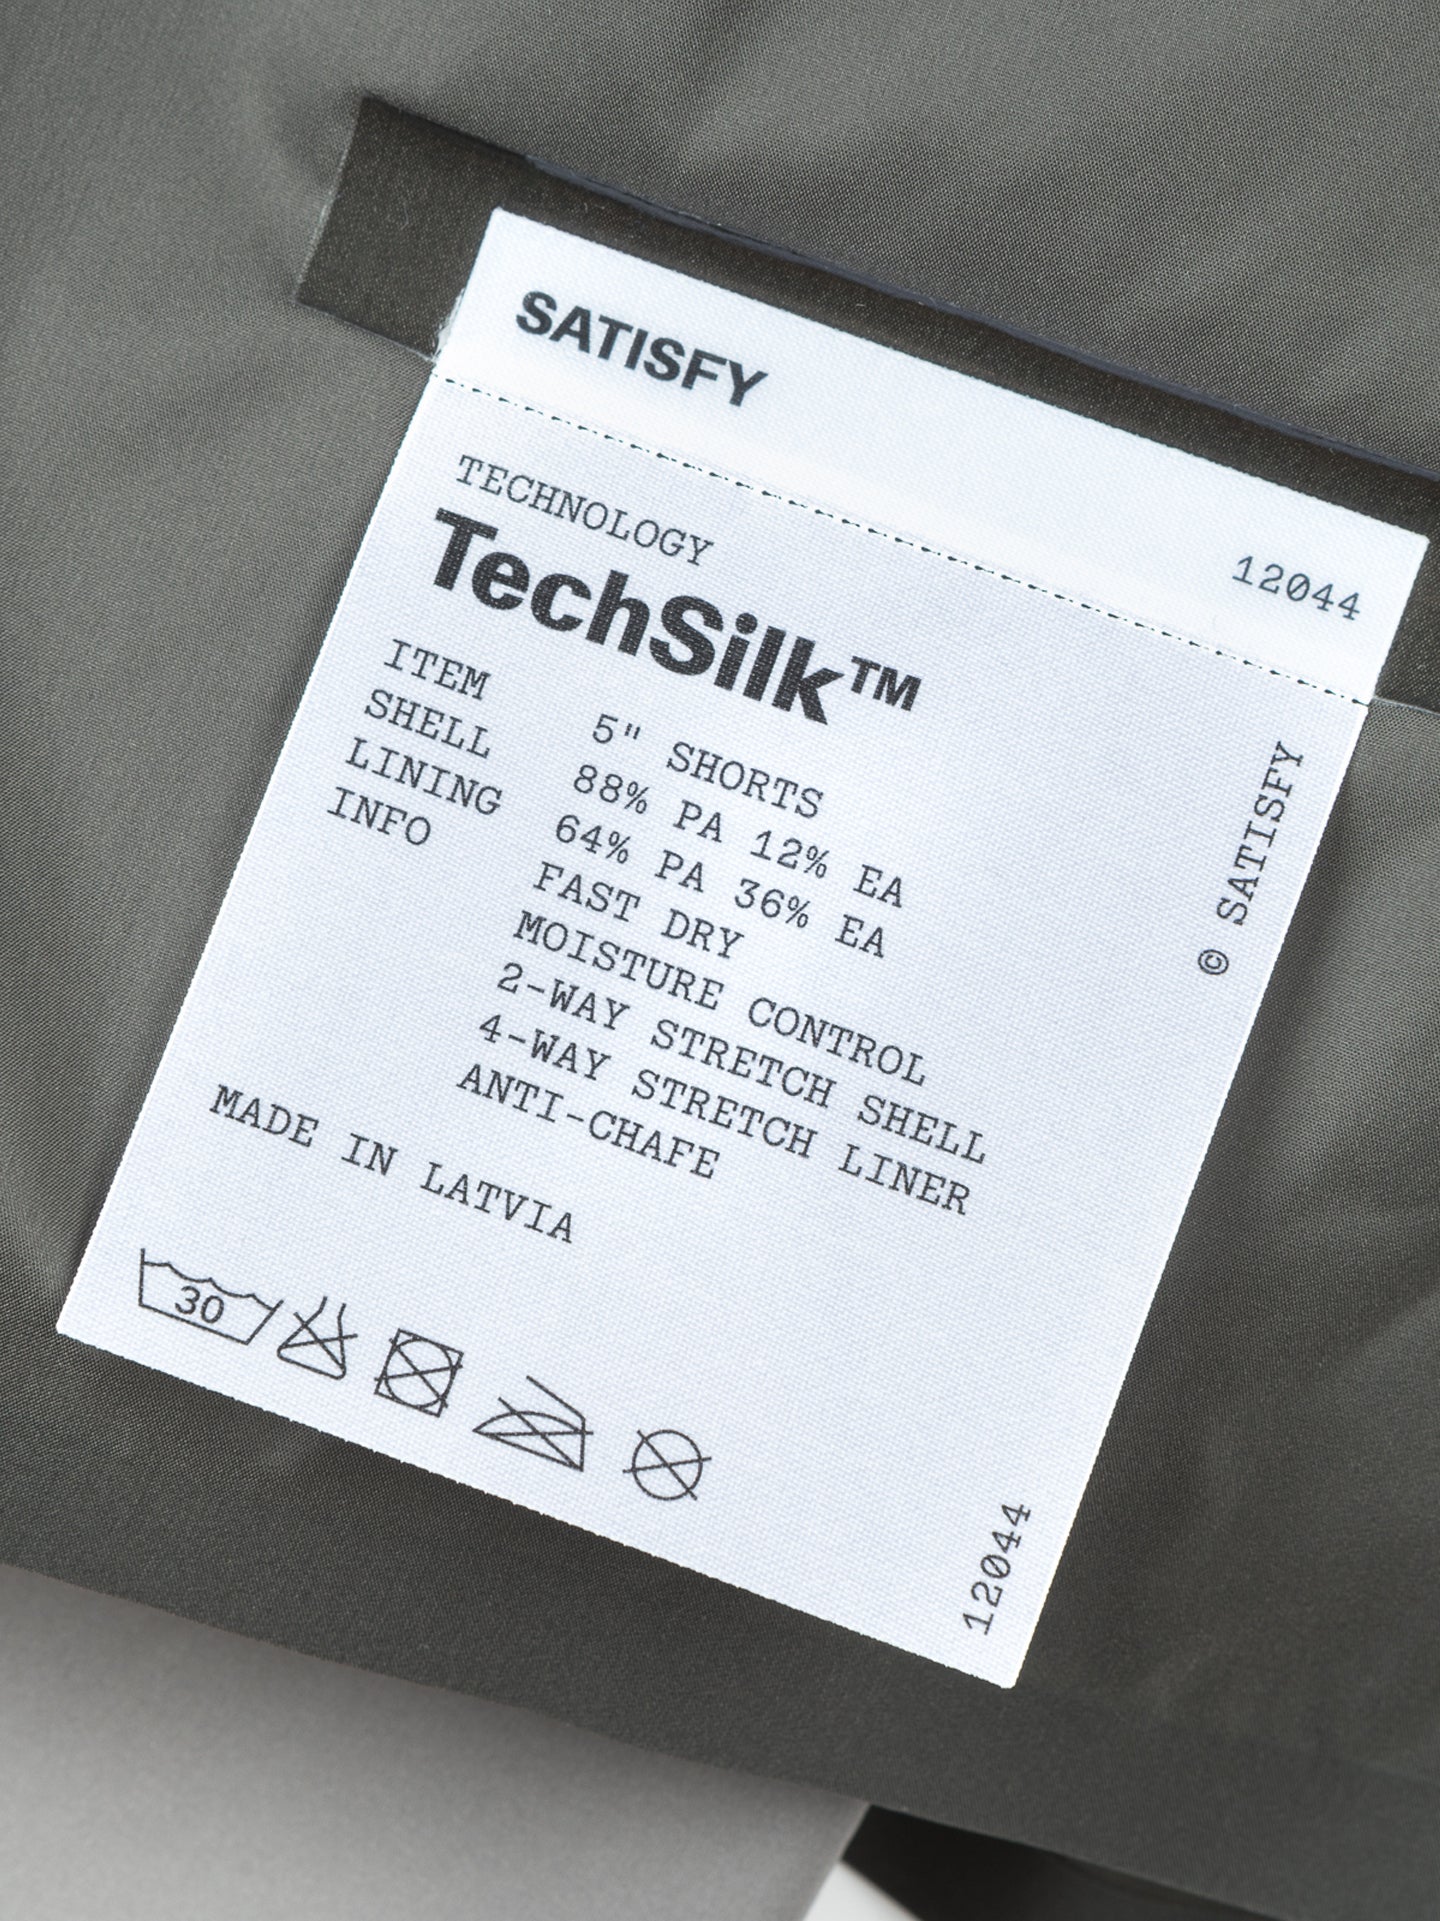 SATISFY
12044
TECHNOLOGY
TechSilk™
ITEM 5" SHORTS
SHELL 88% PA 12% EA
LINING 64% PA 36% EA
INFO FAST DRY
MOISTURE CONTROL
2-WAY STRETCH SHELL
4-WAY STRETCH LINER
ANTI-CHAFE
MADE IN LATVIA
30
© SATISFY
12044